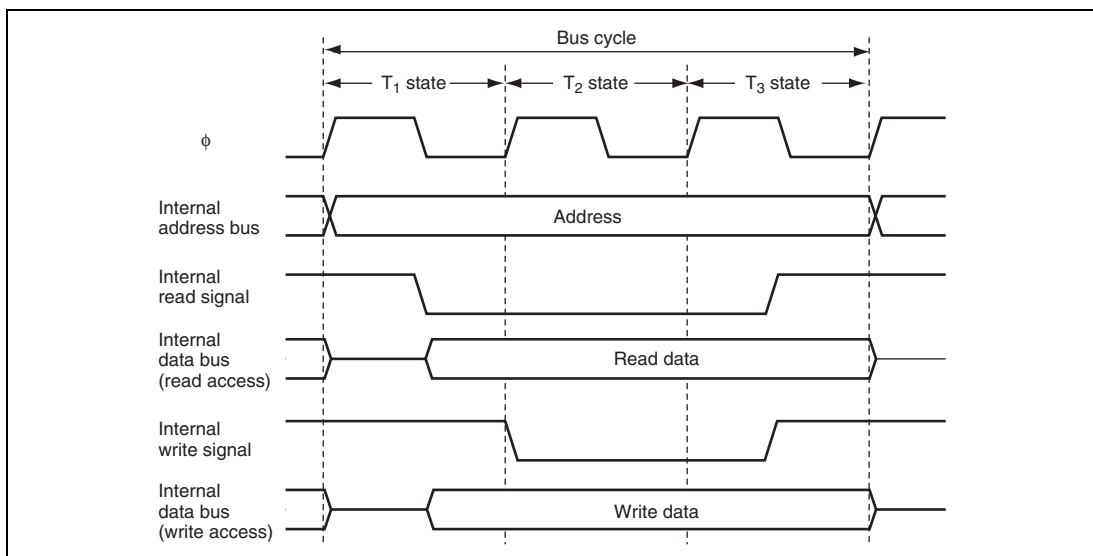 Bus cycle
T₁ state
T₂ state
T₃ state
φ
Internal
address bus
Address
Internal
read signal
Internal
data bus
(read access)
Read data
Internal
write signal
Internal
data bus
(write access)
Write data